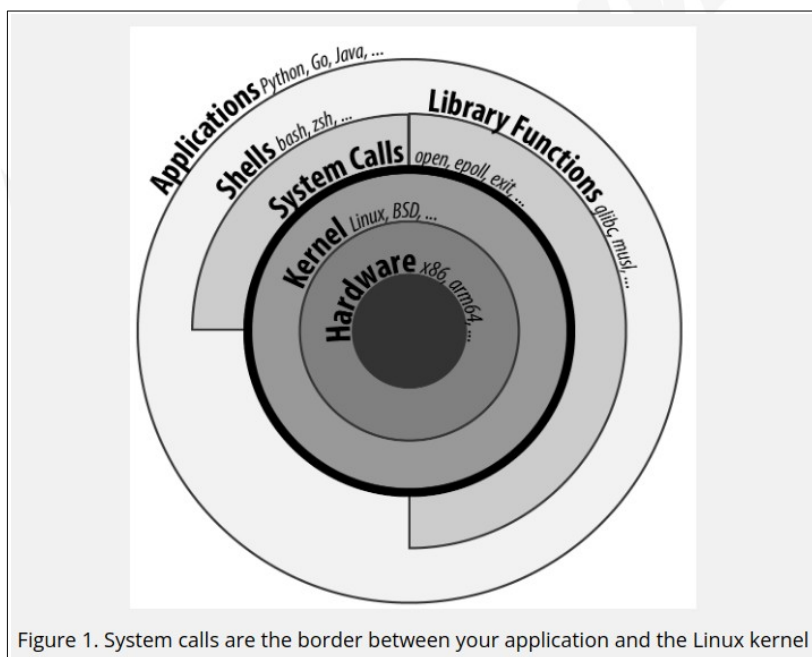 Applications Python, Go, Java, ...
Shells bash, zsh, ...
Library Functions glibc, musl, ...
System Calls open, epoll, exit, ...
Kernel Linux, BSD, ...
Hardware x86, arm64, ...
Figure 1. System calls are the border between your application and the Linux kernel